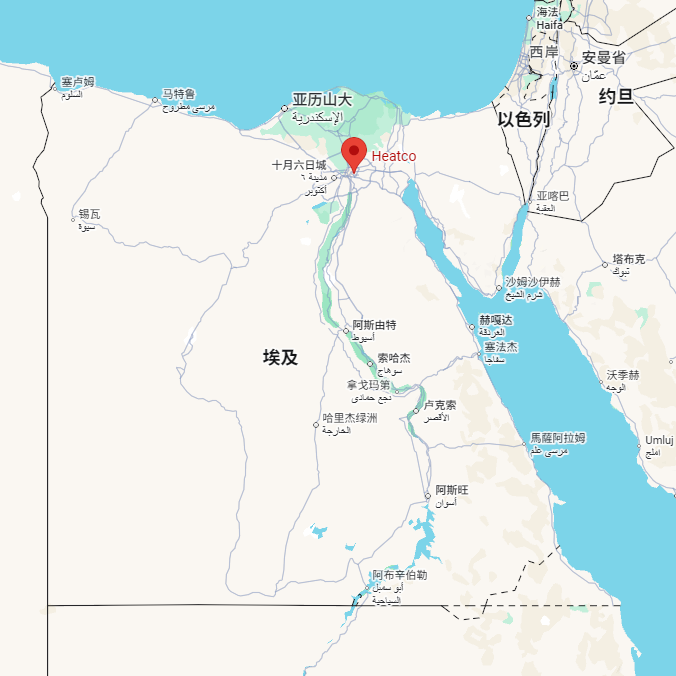 海法
Haifa
西岸
安曼省
عمّان
约旦
塞卢姆
السلوم
马特鲁
مرسى مطروح
亚历山大
الإسكندرية
以色列
Heatco
十月六日城
مدينة ٦
أكتوبر
亚喀巴
العقبة
锡瓦
سيوة
塔布克
تبوك
沙姆沙伊赫
شرم الشيخ
赫嘎达
الغردقة
阿斯由特
أسيوط
塞法杰
سفاجا
埃及
索哈杰
سوهاج
沃季赫
الوجه
拿戈玛第
نجع حمادي
卢克索
الأقصر
哈里杰绿洲
الخارجة
馬薩阿拉姆
مرسى علم
Umluj
املج
阿斯旺
أسوان
阿布辛伯勒
أبو سمبل
السياحية